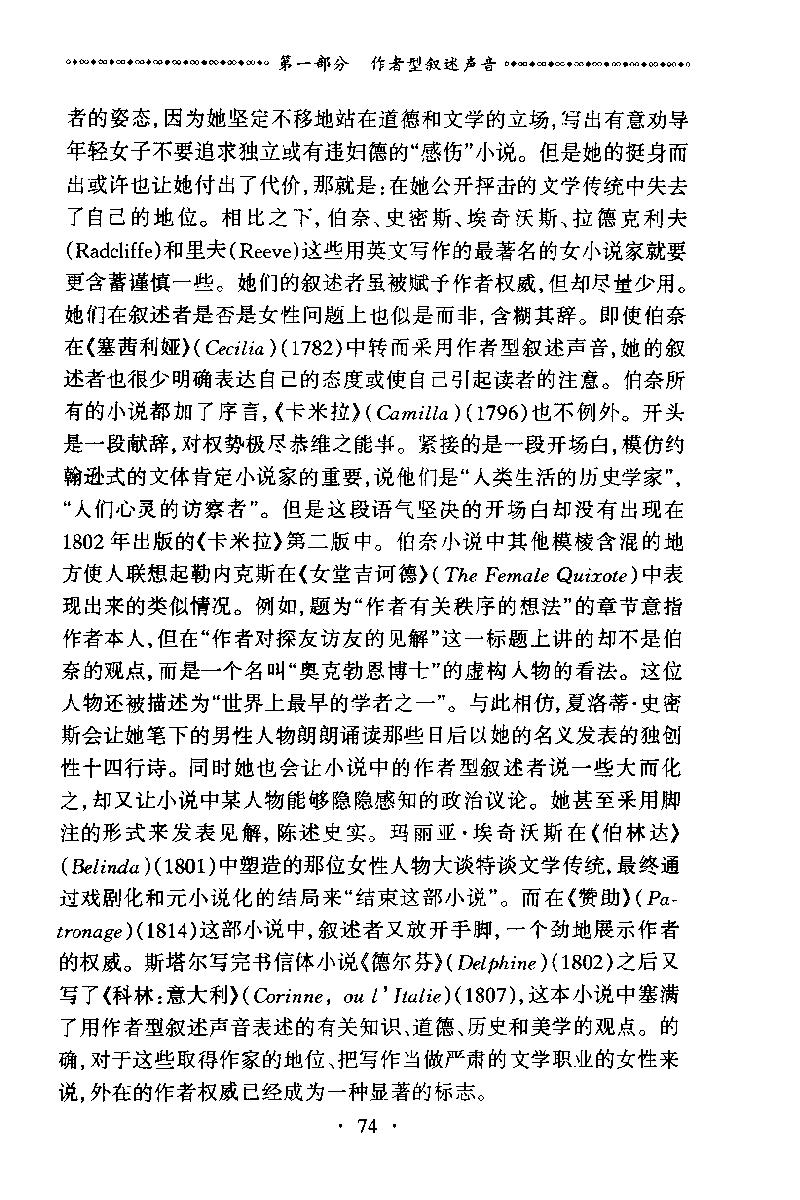 第一部分 作者型叙述声音
者的姿态,因为她坚定不移地站在道德和文学的立场,写出有意劝导
年轻女子不要追求独立或有违妇德的“感伤”小说。但是她的挺身而
出或许也让她付出了代价,那就是:在她公开抨击的文学传统中失去
了自己的地位。相比之下,伯奈、史密斯、埃奇沃斯、拉德克利夫
(Radcliffe)和里夫(Reeve)这些用英文写作的最著名的女小说家就要
更含蓄谨慎一些。她们的叙述者虽被赋予作者权威,但却尽量少用。
她们在叙述者是否是女性问题上也似是而非,含糊其辞。即使伯奈
在《塞茜利娅》(Cecilia)(1782)中转而采用作者型叙述声音,她的叙
述者也很少明确表达自己的态度或使自己引起读者的注意。伯奈所
有的小说都加了序言,《卡米拉》(Camilla)(1796)也不例外。开头
是一段献辞,对权势极尽恭维之能事。紧接的是一段开场白,模仿约
翰逊式的文体肯定小说家的重要,说他们是“人类生活的历史学家”,
“人们心灵的访察者”。但是这段语气坚决的开场白却没有出现在
1802年出版的《卡米拉》第二版中。伯奈小说中其他模棱含混的地
方使人联想起勒内克斯在《女堂吉诃德》(The Female Quixote)中表
现出来的类似情况。例如,题为“作者有关秩序的想法”的章节意指
作者本人,但在“作者对探友访友的见解”这一标题上讲的却不是伯
奈的观点,而是一个名叫“奥克勃恩博士”的虚构人物的看法。这位
人物还被描述为“世界上最早的学者之一”。与此相仿,夏洛蒂·史密
斯会让她笔下的男性人物朗朗诵读那些日后以她的名义发表的独创
性十四行诗。同时她也会让小说中的作者型叙述者说一些大而化
之,却又让小说中某人物能够隐隐感知的政治议论。她甚至采用脚
注的形式来发表见解,陈述史实。玛丽亚·埃奇沃斯在《伯林达》
(Belinda)(1801)中塑造的那位女性人物大谈特谈文学传统,最终通
过戏剧化和元小说化的结局来“结束这部小说”。而在《赞助》(Pa-
tronage)(1814)这部小说中,叙述者又放开手脚,一个劲地展示作者
的权威。斯塔尔写完书信体小说《德尔芬》(Delphine)(1802)之后又
写了《科林:意大利》(Corinne, ou l'Italie)(1807),这本小说中塞满
了用作者型叙述声音表述的有关知识、道德、历史和美学的观点。的
确,对于这些取得作家的地位、把写作当做严肃的文学职业的女性来
说,外在的作者权威已经成为一种显著的标志。
· 74 ·